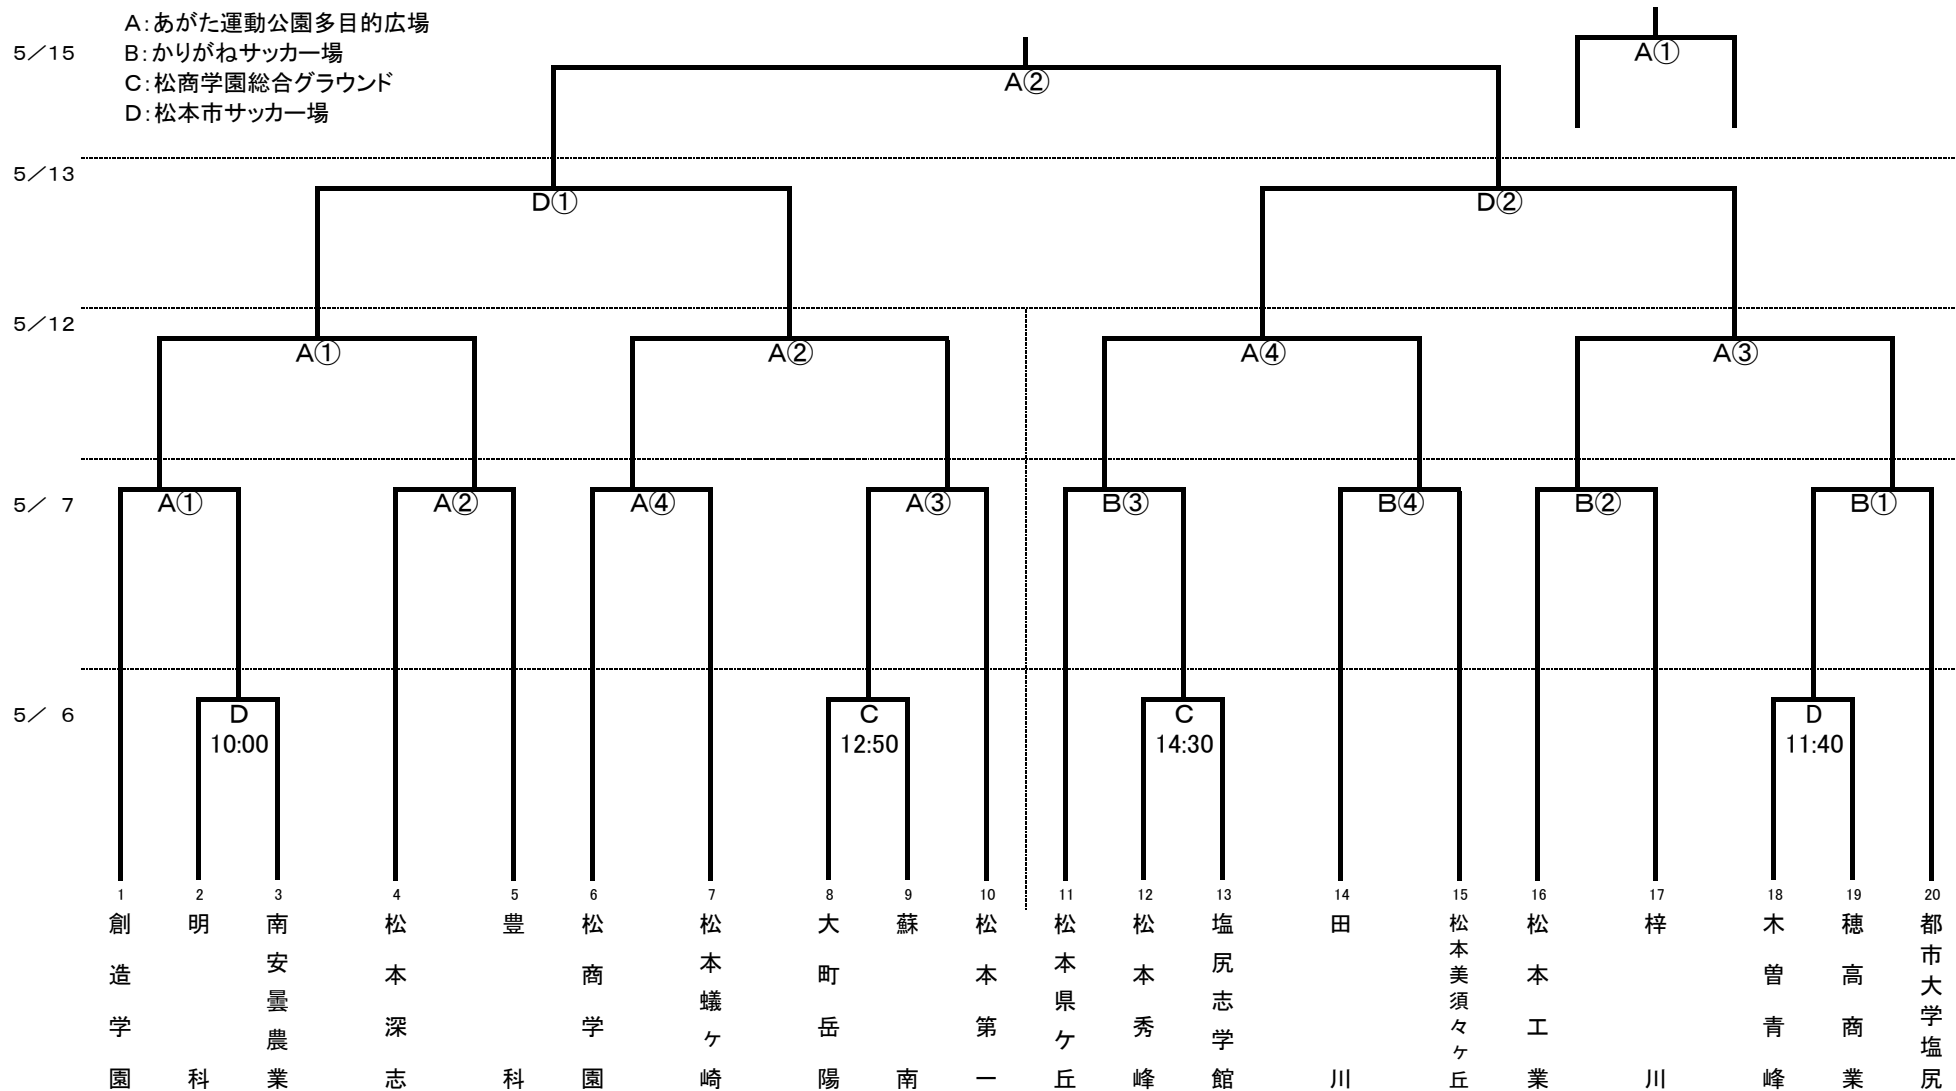 A:あがた運動公園多目的広場
B:かりがねサッカー場
C:松商学園総合グラウンド
D:松本市サッカー場
5／15
A②
A①
5／13
D①
D②
5／12
A①
A②
A④
A③
5／ 7
A①
A②
A④
A③
B③
B④
B②
B①
5／ 6
D
10:00
C
12:50
C
14:30
D
11:40
1
創造学園
2
明科
3
南安曇農業
4
松本深志
5
豊科
6
松商学園
7
松本蟻ヶ崎
8
大町岳陽
9
蘇南
10
松本第一
11
松本県ケ丘
12
松本秀峰
13
塩尻志学館
14
田川
15
松本美須々ヶ丘
16
松本工業
17
梓川
18
木曽青峰
19
穂高商業
20
都市大学塩尻